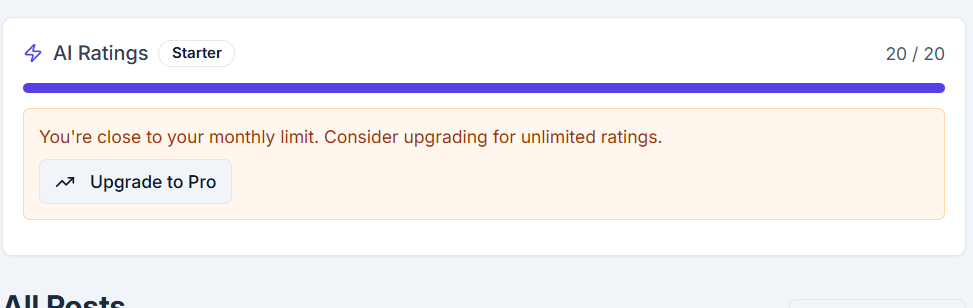 AI Ratings Starter 20 / 20
You're close to your monthly limit. Consider upgrading for unlimited ratings.
Upgrade to Pro
All Posts